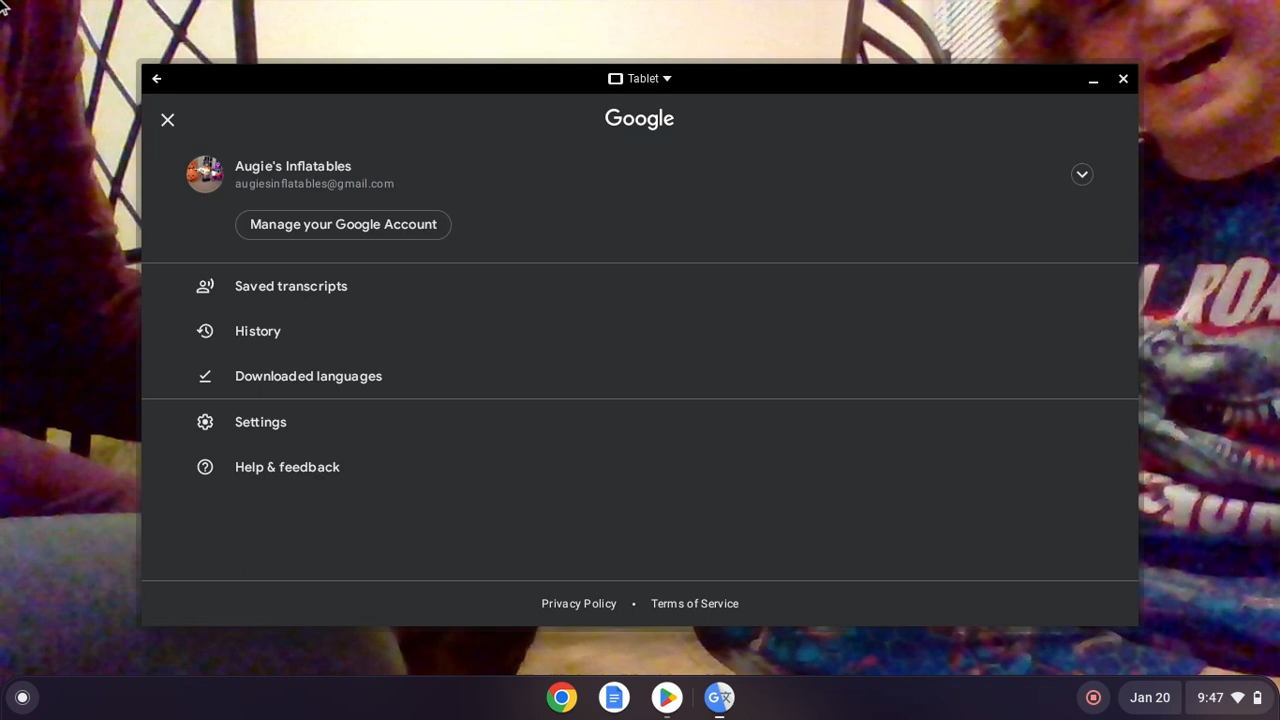 Tablet
Google
Augie's Inflatables
augiesinflatables@gmail.com
Manage your Google Account
Saved transcripts
History
Downloaded languages
Settings
Help & feedback
Privacy Policy • Terms of Service
Jan 20
9:47